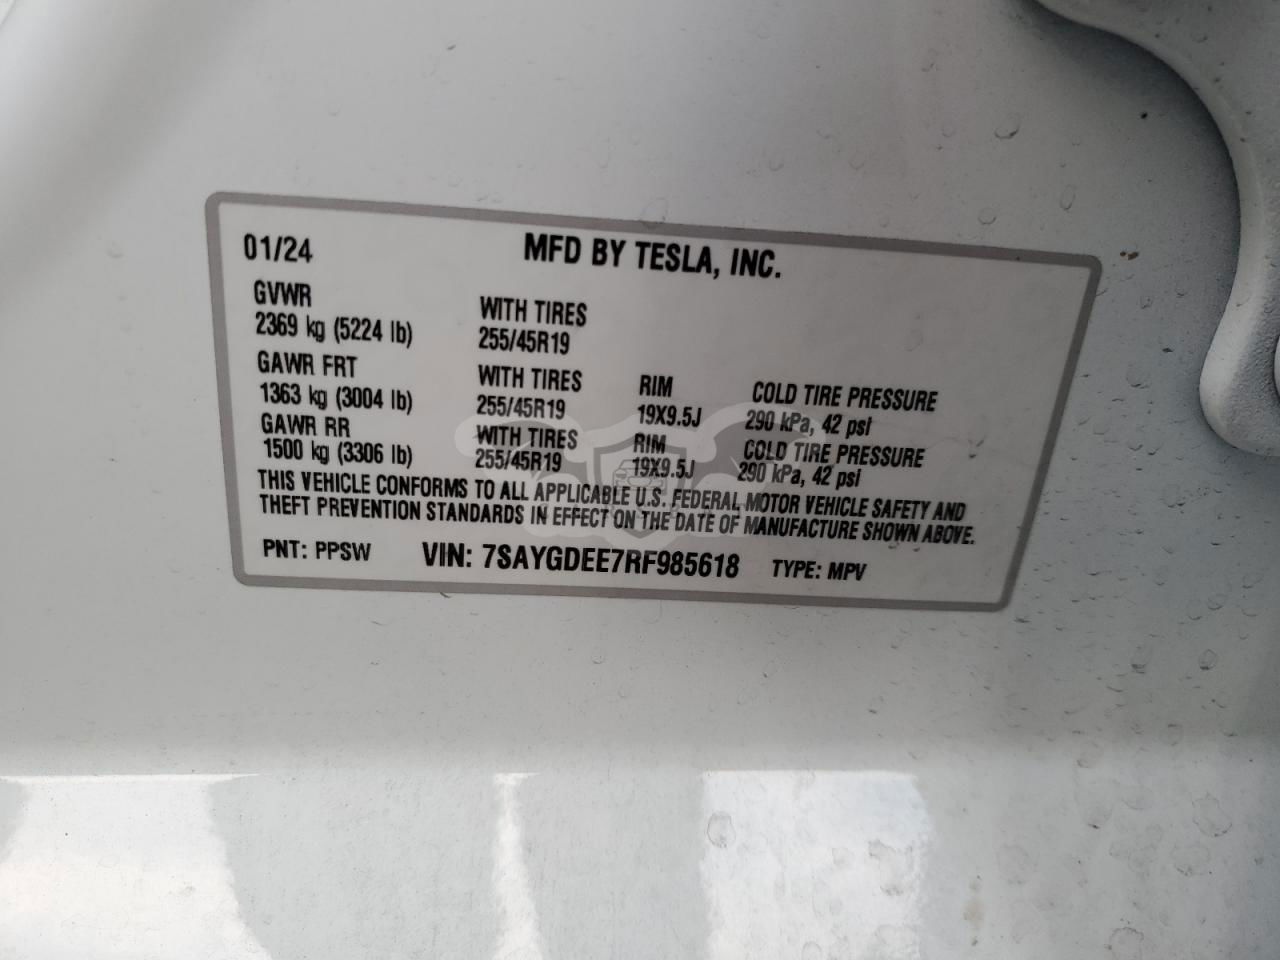 01/24 MFD BY TESLA, INC.
GVWR WITH TIRES
2369 kg (5224 lb) 255/45R19
GAWR FRT WITH TIRES RIM COLD TIRE PRESSURE
1363 kg (3004 lb) 255/45R19 19X9.5J 290 kPa, 42 psi
GAWR RR WITH TIRES RIM COLD TIRE PRESSURE
1500 kg (3306 lb) 255/45R19 19X9.5J 290 kPa, 42 psi
THIS VEHICLE CONFORMS TO ALL APPLICABLE U.S. FEDERAL MOTOR VEHICLE SAFETY AND
THEFT PREVENTION STANDARDS IN EFFECT ON THE DATE OF MANUFACTURE SHOWN ABOVE.
PNT: PPSW VIN: 7SAYGDEE7RF985618 TYPE: MPV